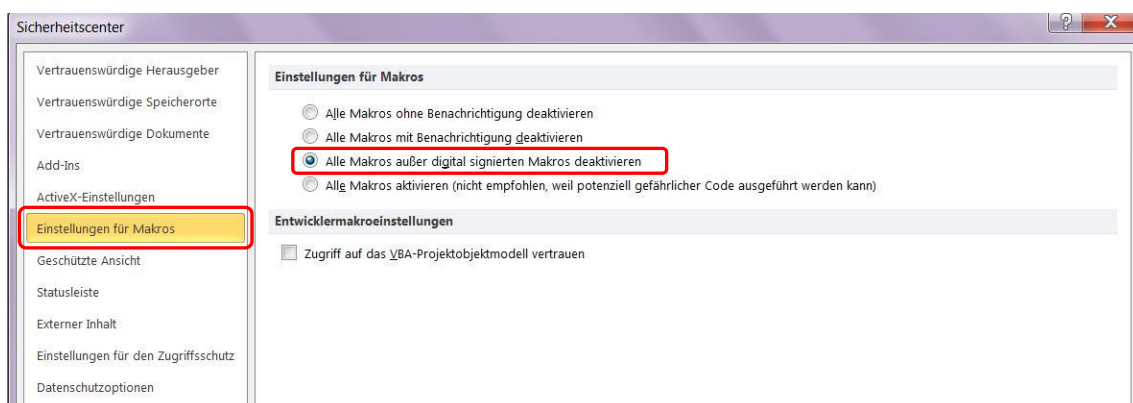 Sicherheitscenter
Vertrauenswürdige Herausgeber
Vertrauenswürdige Speicherorte
Vertrauenswürdige Dokumente
Add-Ins
ActiveX-Einstellungen
Einstellungen für Makros
Geschützte Ansicht
Statusleiste
Externer Inhalt
Einstellungen für den Zugriffsschutz
Datenschutzoptionen
Einstellungen für Makros
Alle Makros ohne Benachrichtigung deaktivieren
Alle Makros mit Benachrichtigung deaktivieren
Alle Makros außer digital signierten Makros deaktivieren
Alle Makros aktivieren (nicht empfohlen, weil potenziell gefährlicher Code ausgeführt werden kann)
Entwicklermakroeinstellungen
Zugriff auf das VBA-Projektobjektmodell vertrauen